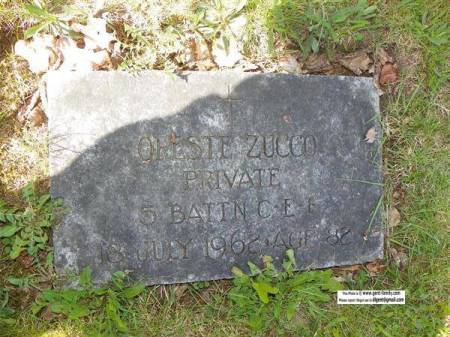 ORESTE ZUCCO
PRIVATE
5 BATTN C·E·F
18 JULY 1962 · AGE 82